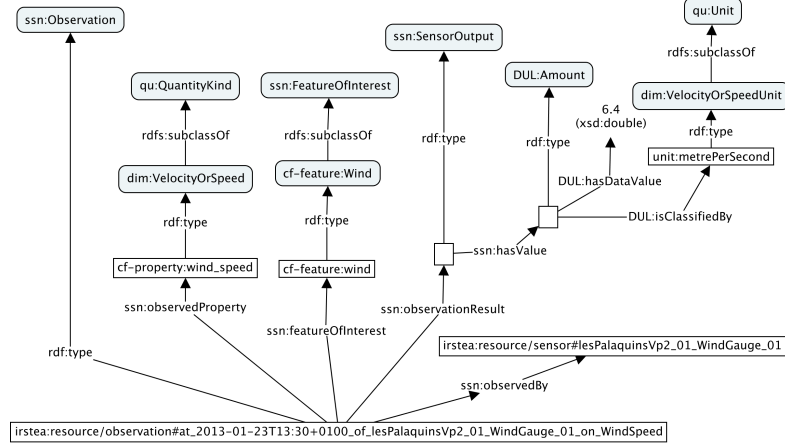 qu:Unit
ssn:Observation
ssn:SensorOutput
rdfs:subclassOf
qu:QuantityKind
ssn:FeatureOfInterest
DUL:Amount
dim:VelocityOrSpeedUnit
6.4
(xsd:double)
rdfs:subclassOf
rdfs:subclassOf
rdf:type
rdf:type
rdf:type
unit:metrePerSecond
dim:VelocityOrSpeed
cf-feature:Wind
DUL:hasDataValue
rdf:type
rdf:type
DUL:isClassifiedBy
ssn:hasValue
cf-property:wind_speed
cf-feature:wind
ssn:observedProperty
ssn:observationResult
ssn:featureOfInterest
irstea:resource/sensor#lesPalaquinsVp2_01_WindGauge_01
rdf:type
ssn:observedBy
irstea:resource/observation#at_2013-01-23T13:30+0100_of_lesPalaquinsVp2_01_WindGauge_01_on_WindSpeed